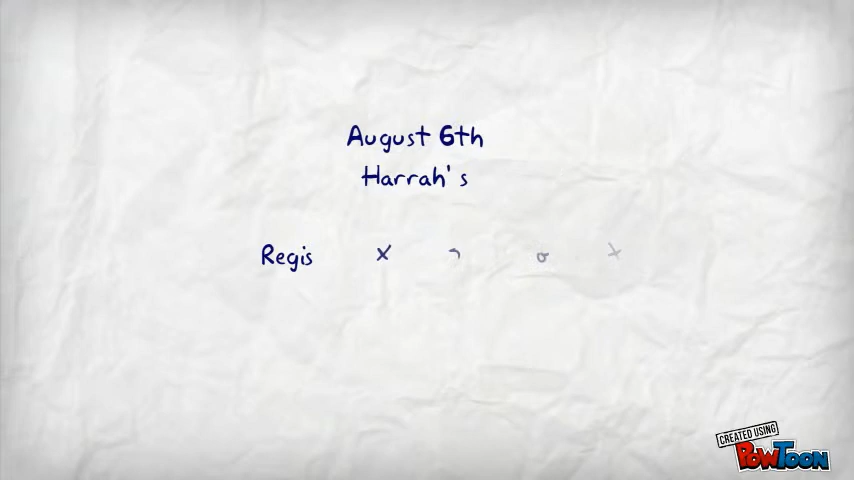 August 6th
Harrah's
Regis
CREATED USING
POWTOON